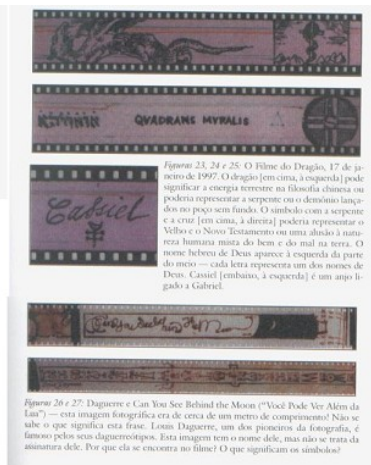 QVADRANS MVRALIS
Cassiel
Figuras 23, 24 e 25: O Filme do Dragão, 17 de ja-
neiro de 1997. O dragão [em cima, à esquerda] pode
significar a energia terrestre na filosofia chinesa ou
poderia representar a serpente ou o demônio lança-
dos no poço sem fundo. O símbolo com a serpente
e a cruz [em cima, à direita] poderia representar o
Velho e o Novo Testamento ou uma alusão à natu-
reza humana mista do bem e do mal na terra. O
nome hebreu de Deus aparece à esquerda da parte
do meio — cada letra representa um dos nomes de
Deus. Cassiel [embaixo, à esquerda] é um anjo li-
gado a Gabriel.
Figuras 26 e 27: Daguerre e Can You See Behind the Moon ("Você Pode Ver Além da
Lua") — esta imagem fotográfica era de cerca de um metro de comprimento! Não se
sabe o que significa esta frase. Louis Daguerre, um dos pioneiros da fotografia, é
famoso pelos seus daguerreótipos. Esta imagem tem o nome dele, mas não se trata da
assinatura dele. Por que ela se encontra no filme? O que significam os símbolos?